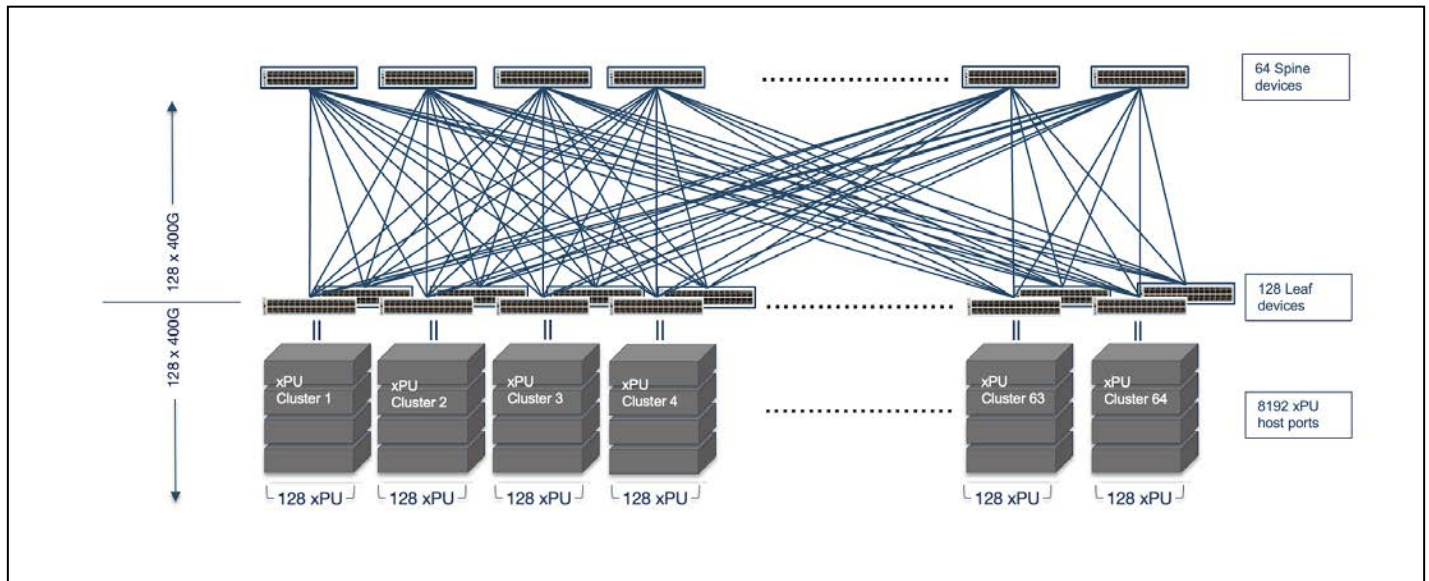 64 Spine
devices
128 x 400G
128 x 400G
128 Leaf
devices
xPU
Cluster 1
xPU
Cluster 2
xPU
Cluster 3
xPU
Cluster 4
xPU
Cluster 63
xPU
Cluster 64
8192 xPU
host ports
128 xPU
128 xPU
128 xPU
128 xPU
128 xPU
128 xPU